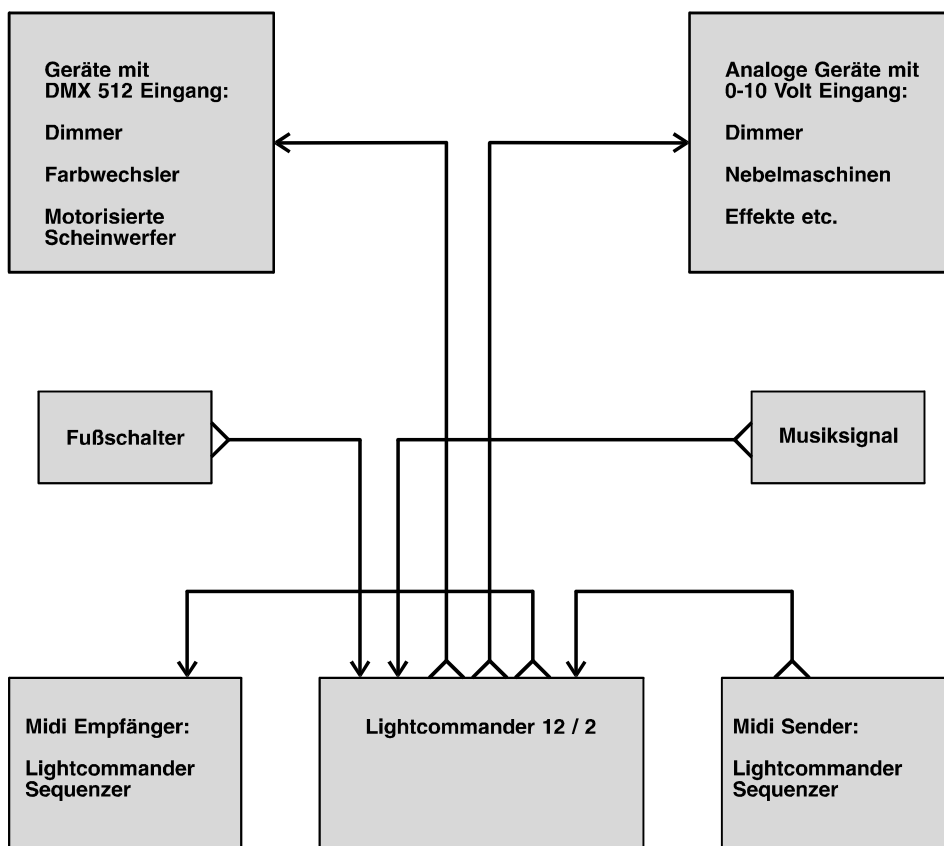 Geräte mit
DMX 512 Eingang:
Dimmer
Farbwechsler
Motorisierte
Scheinwerfer
Analoge Geräte mit
0-10 Volt Eingang:
Dimmer
Nebelmaschinen
Effekte etc.
Fußschalter
Musiksignal
Midi Empfänger:
Lightcommander
Sequenzer
Lightcommander 12 / 2
Midi Sender:
Lightcommander
Sequenzer